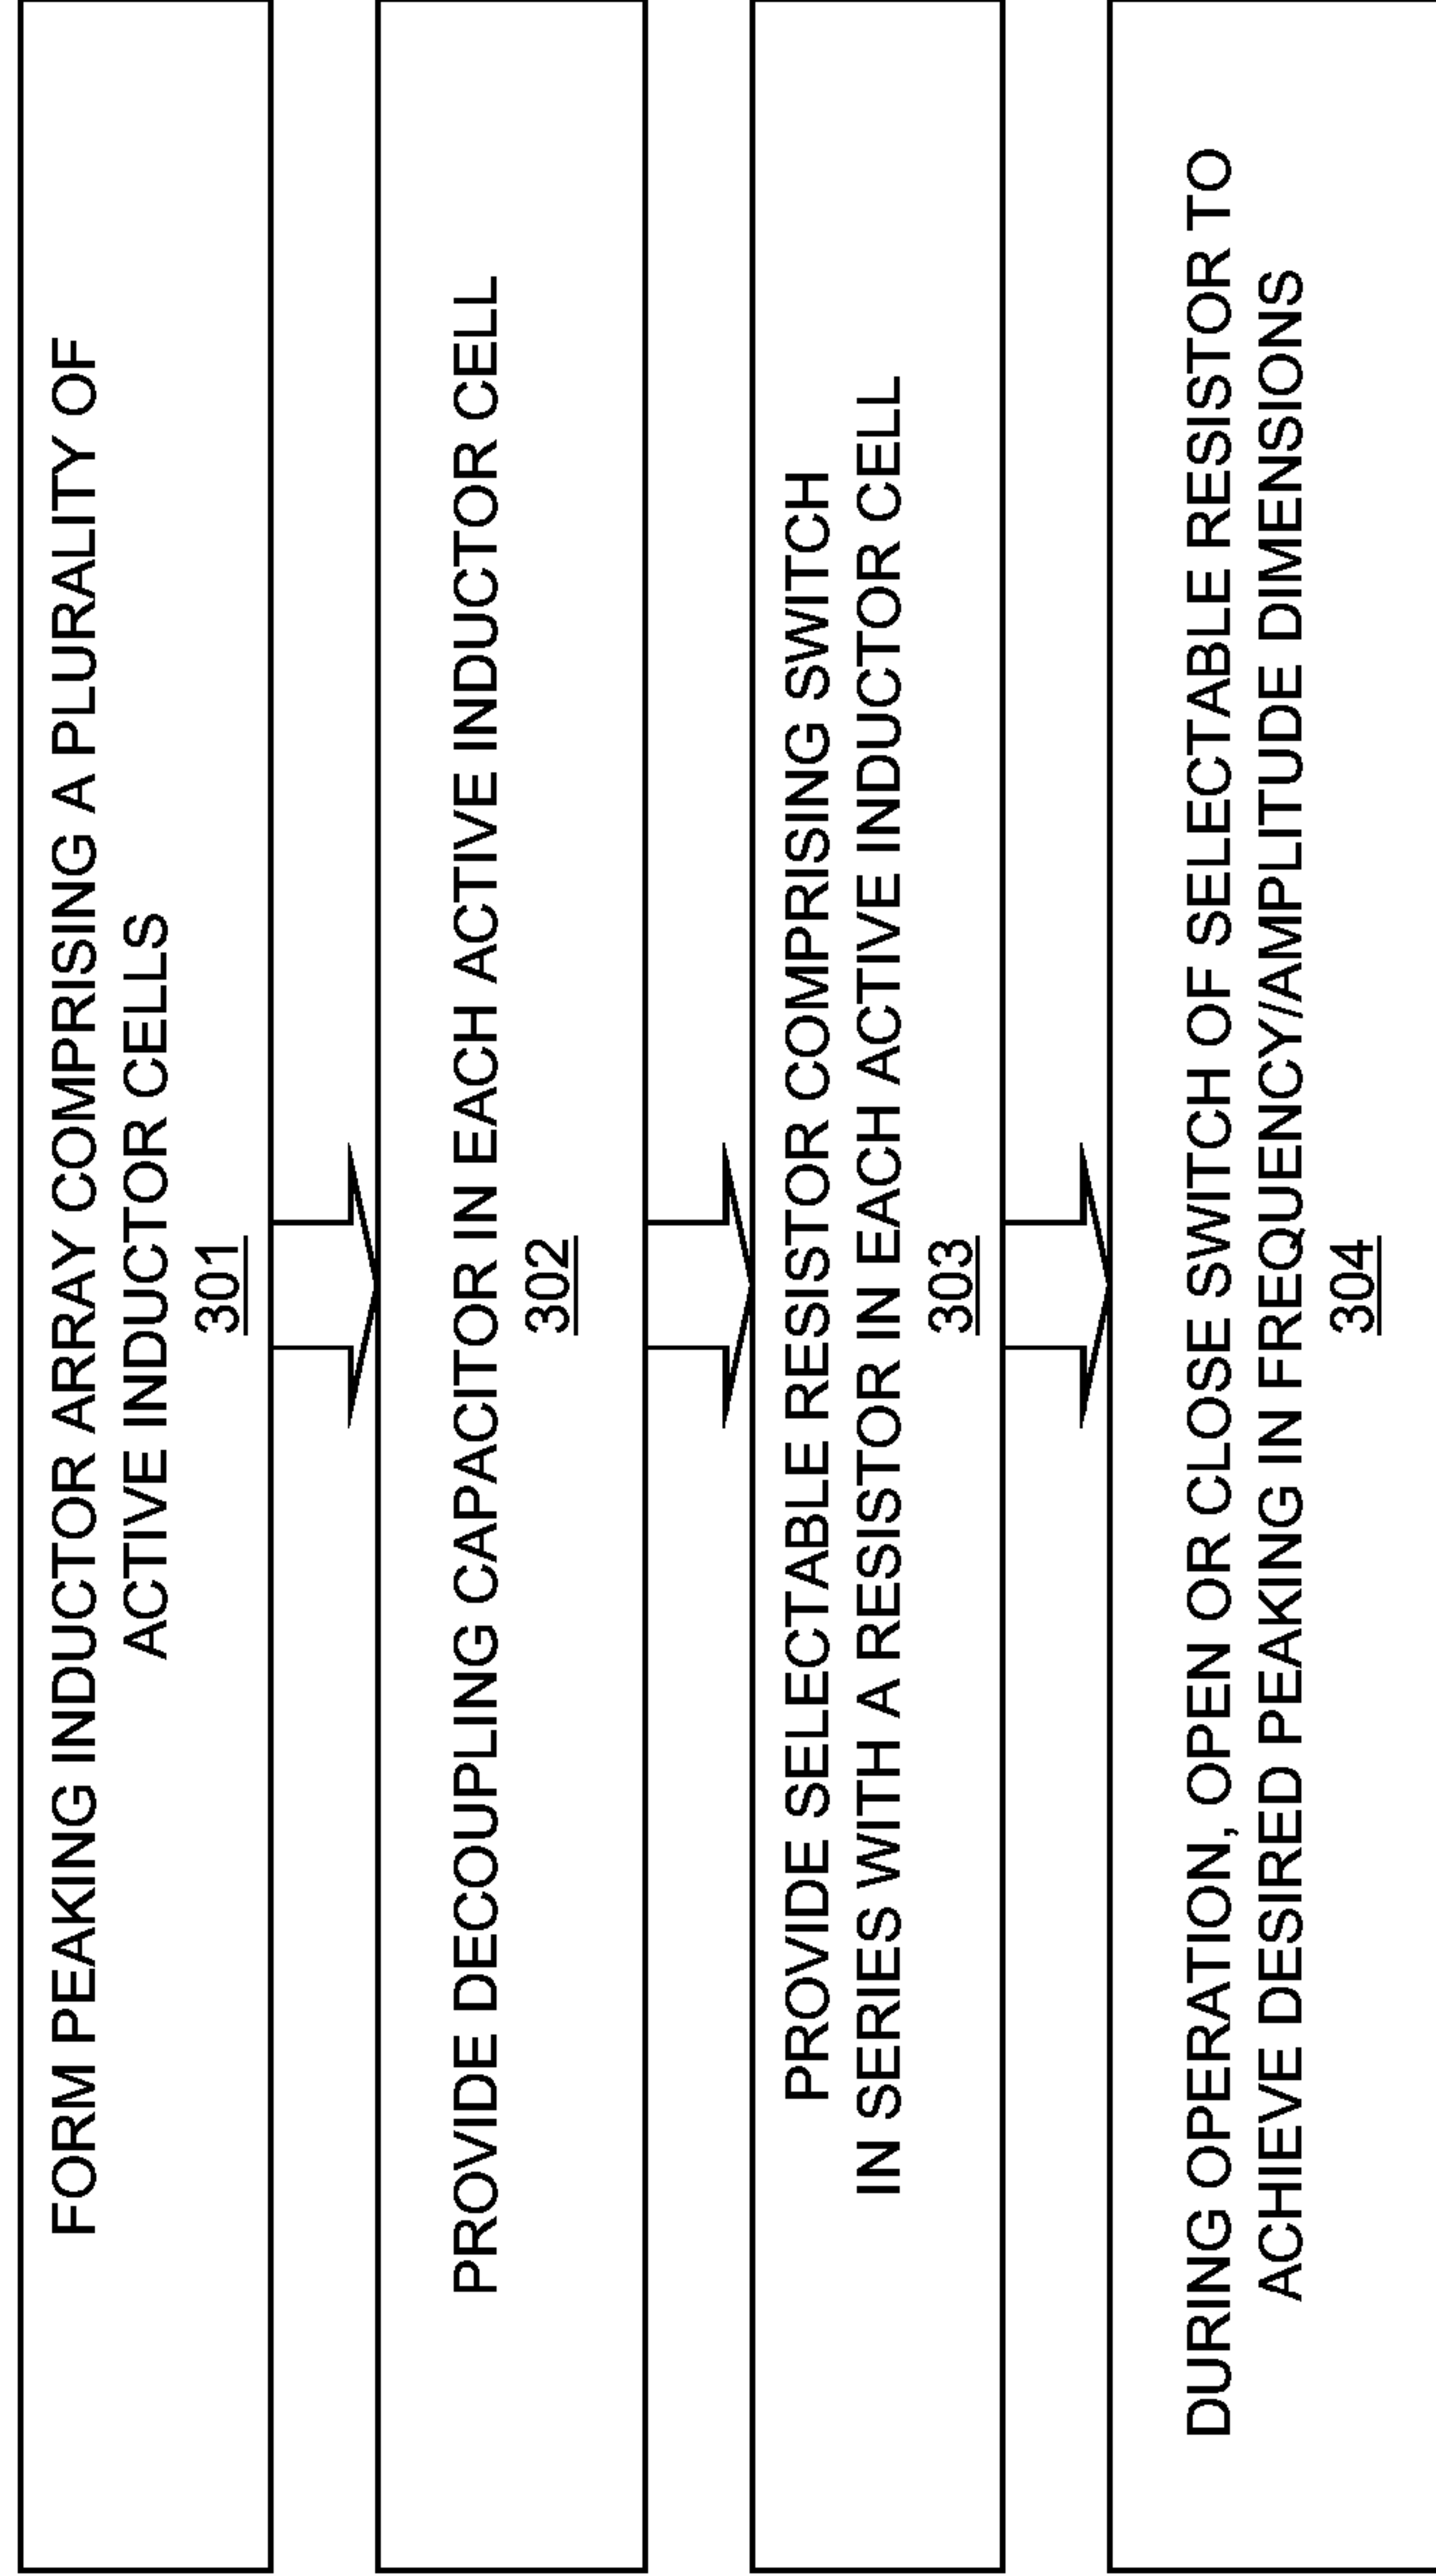 FORM PEAKING INDUCTOR ARRAY COMPRISING A PLURALITY OF
ACTIVE INDUCTOR CELLS
301
PROVIDE DECOUPLING CAPACITOR IN EACH ACTIVE INDUCTOR CELL
302
PROVIDE SELECTABLE RESISTOR COMPRISING SWITCH
IN SERIES WITH A RESISTOR IN EACH ACTIVE INDUCTOR CELL
303
DURING OPERATION, OPEN OR CLOSE SWITCH OF SELECTABLE RESISTOR TO
ACHIEVE DESIRED PEAKING IN FREQUENCY/AMPLITUDE DIMENSIONS
304